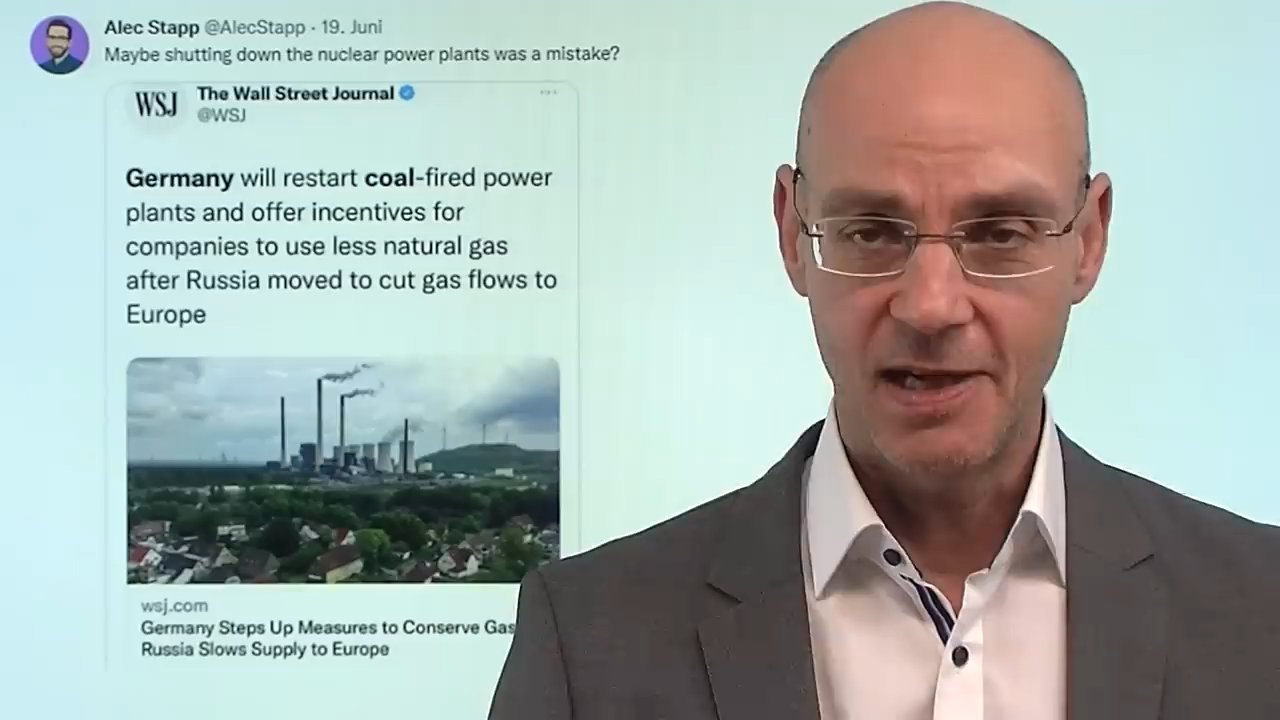 Alec Stapp @AlecStapp · 19. Juni
Maybe shutting down the nuclear power plants was a mistake?
WSJ
The Wall Street Journal
@WSJ
Germany will restart coal-fired power
plants and offer incentives for
companies to use less natural gas
after Russia moved to cut gas flows to
Europe
wsj.com
Germany Steps Up Measures to Conserve Gas
Russia Slows Supply to Europe